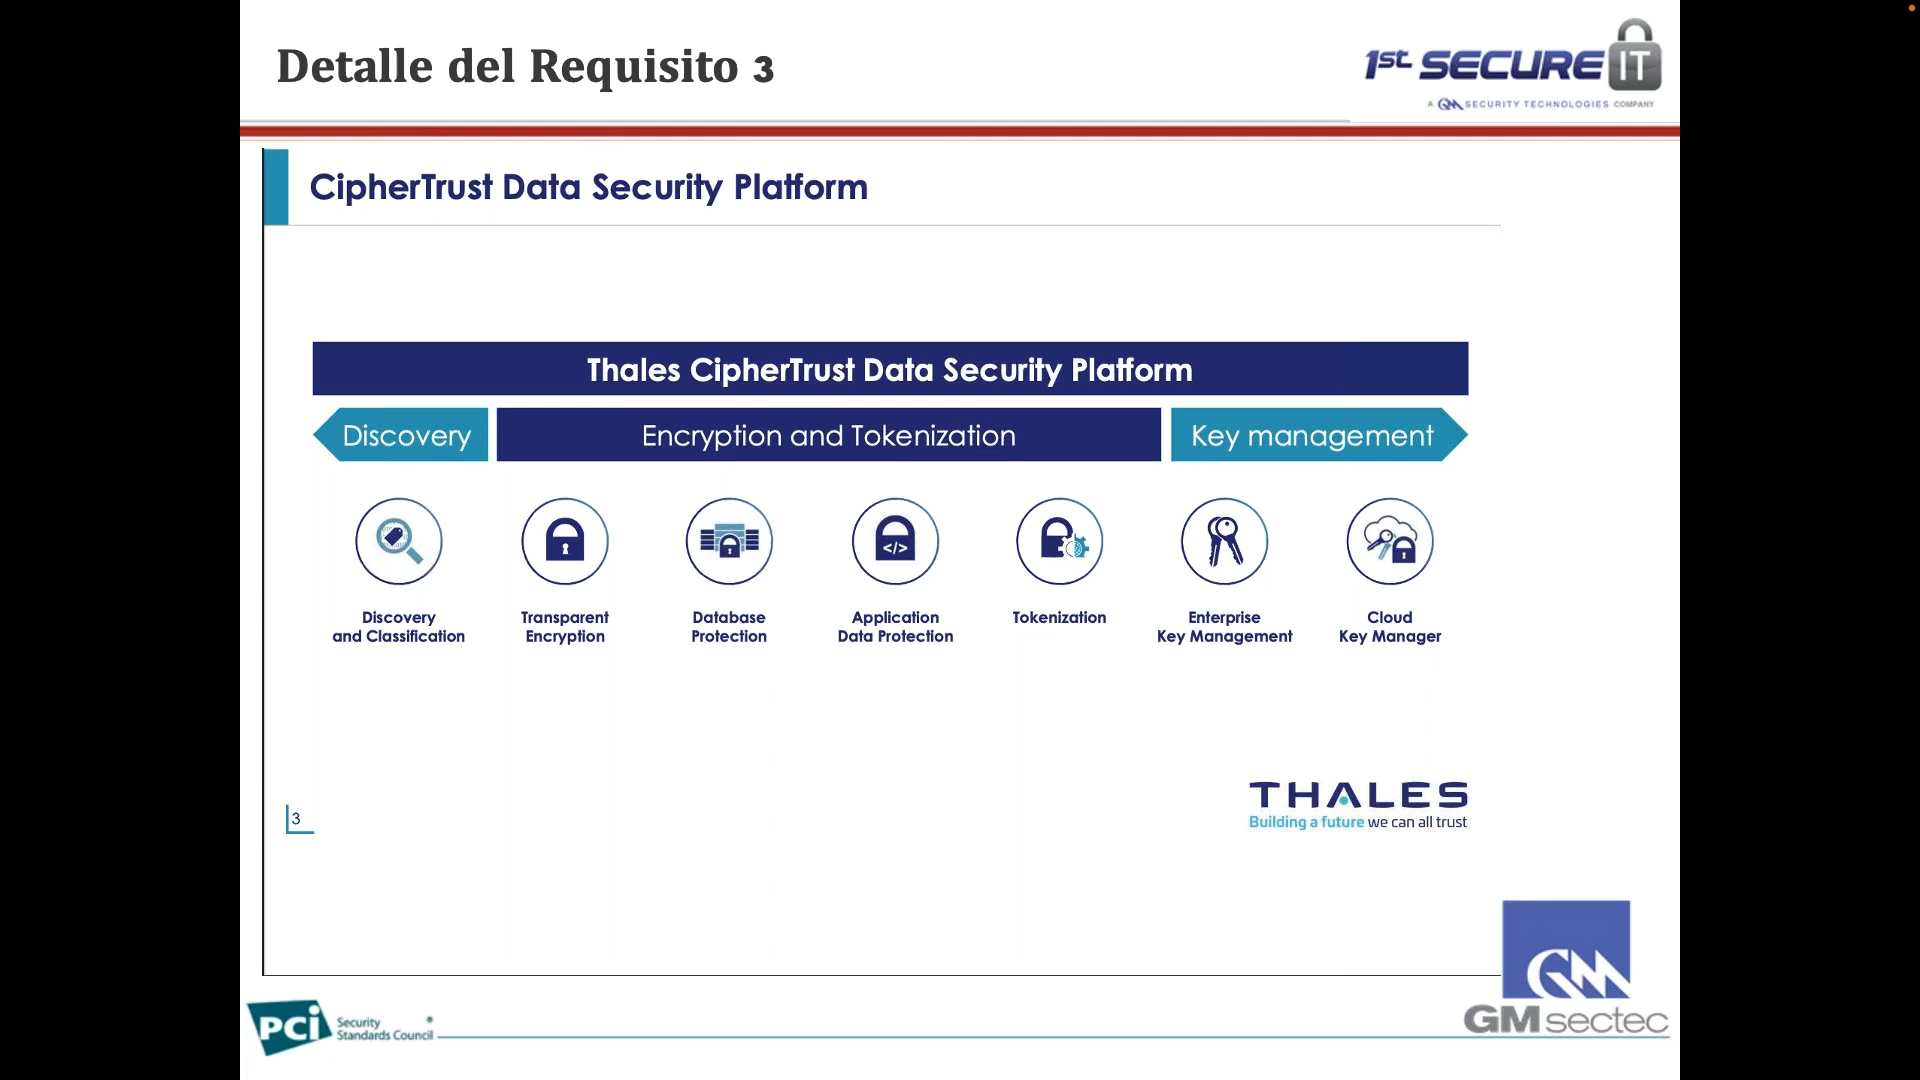 Detalle del Requisito 3
1st SECURE IT
A GM SECURITY TECHNOLOGIES COMPANY
CipherTrust Data Security Platform
Thales CipherTrust Data Security Platform
Discovery
Encryption and Tokenization
Key management
</>
Discovery
and Classification
Transparent
Encryption
Database
Protection
Application
Data Protection
Tokenization
Enterprise
Key Management
Cloud
Key Manager
THALES
Building a future we can all trust
3
GM
GM sectec
PCi Security
Standards Council